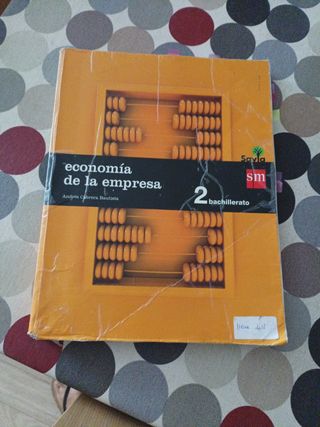 economía
de la empresa
Andrés Cabrera Bautista
Savia
sm
2 bachillerato